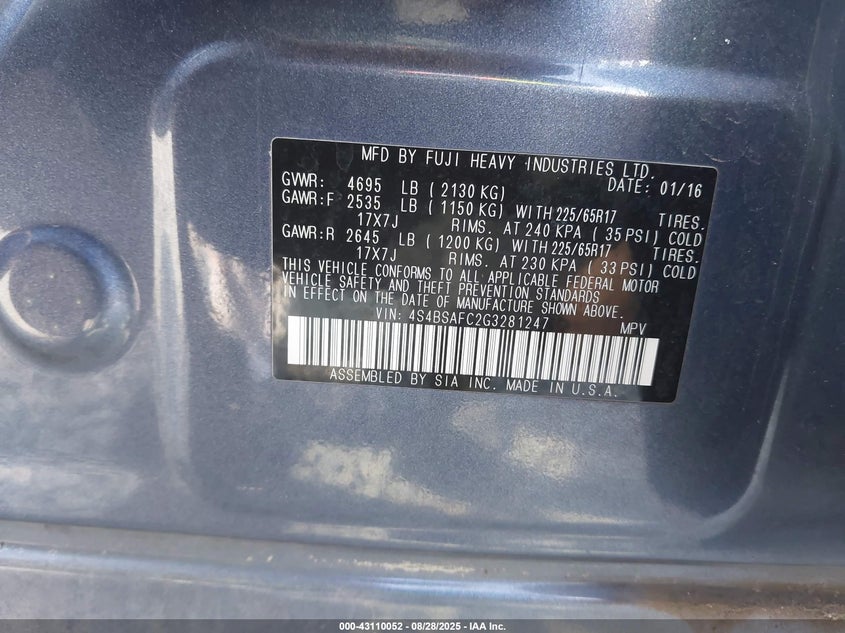 MFD BY FUJI HEAVY INDUSTRIES LTD.
GVWR: 4695 LB ( 2130 KG) DATE: 01/16
GAWR:F 2535 LB ( 1150 KG) WITH 225/65R17 TIRES.
17X7J RIMS. AT 240 KPA ( 35 PSI) COLD
GAWR:R 2645 LB ( 1200 KG) WITH 225/65R17 TIRES.
17X7J RIMS. AT 230 KPA ( 33 PSI) COLD
THIS VEHICLE CONFORMS TO ALL APPLICABLE FEDERAL MOTOR
VEHICLE SAFETY AND THEFT PREVENTION STANDARDS
IN EFFECT ON THE DATE OF MANUFACTURE SHOWN ABOVE.
VIN: 4S4BSAFC2G3281247 MPV
ASSEMBLED BY SIA INC. MADE IN U.S.A.
000-43110052 - 08/28/2025 - IAA Inc.